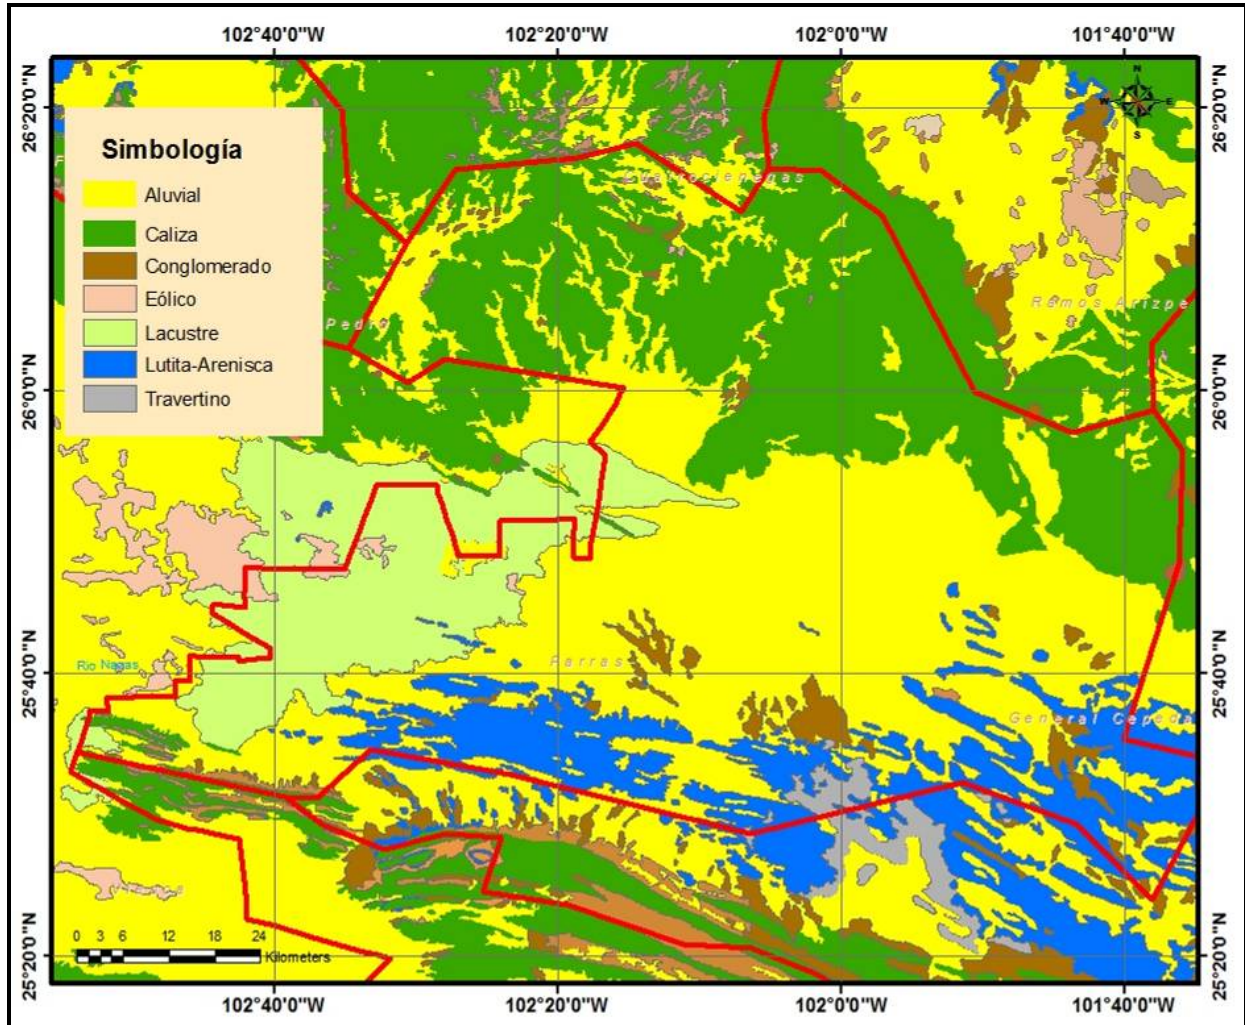 102°40'0"W 102°20'0"W 102°0'0"W 101°40'0"W
26°20'0"N 26°20'0"N
N
W E
S
Simbología
Aluvial
Caliza
Conglomerado
Eólico
Lacustre
Lutita-Arenisca
Travertino
Cuatrocienegas
Ramos Arizpe
Pedro
26°0'0"N 26°0'0"N
Parras
Rio Nagas
25°40'0"N 25°40'0"N
General Cepeda
0 3 6 12 18 24
Kilometers
25°20'0"N 25°20'0"N
102°40'0"W 102°20'0"W 102°0'0"W 101°40'0"W